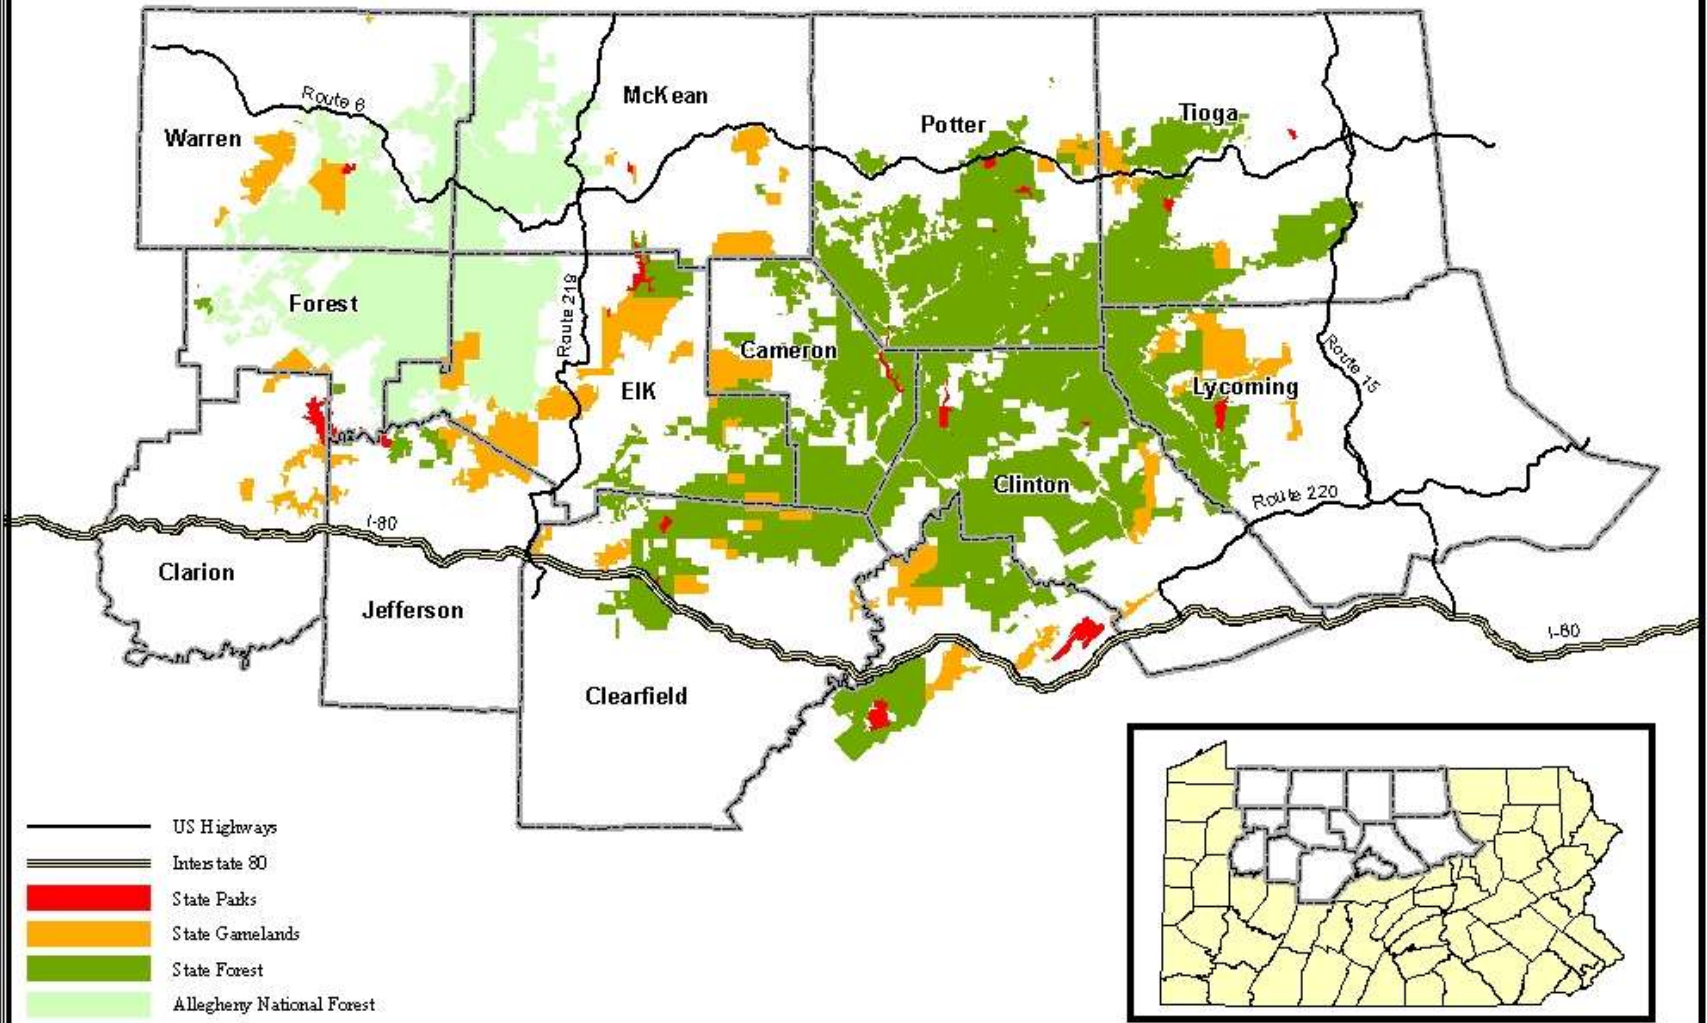 McKean
Route 6
Warren
Potter
Tioga
Forest
Route 219
Cameron
Elk
Route 15
Lycoming
Clinton
Route 220
I-80
Clarion
Jefferson
I-80
Clearfield
US Highways
Interstate 80
State Parks
State Gamelands
State Forest
Allegheny National Forest